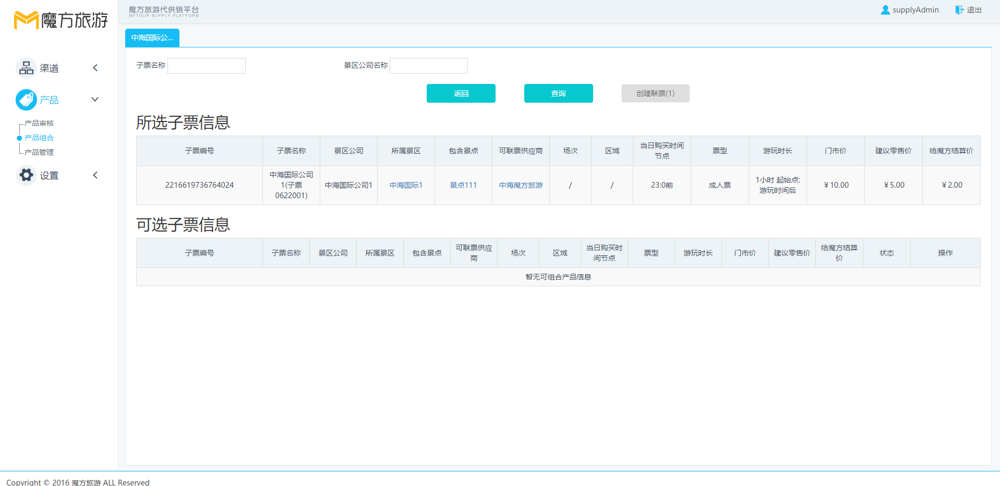 魔方旅游
魔方旅游代供销平台
MFTOUR SUPPLY PLATFORM
supplyAdmin
退出
渠道
产品
产品审核
产品组合
产品管理
设置
中海国际公...
子票名称
景区公司名称
返回
查询
创建联票(1)
所选子票信息
子票编号 子票名称 景区公司 所属景区 包含景点 可联票供应商 场次 区域 当日购买时间 票型 游玩时长 门市价 建议零售价 给魔方结算价
节点
中海国际公司
2216619736764024 1(子票 中海国际公司1 中海国际1 景点111 中海魔方旅游 / / 23:0前 成人票 1小时 起始点: ¥10.00 ¥5.00 ¥2.00
0622001) 游玩时间后
可选子票信息
子票编号 子票名称 景区公司 所属景区 包含景点 可联票供应 场次 区域 当日购买时 票型 游玩时长 门市价 建议零售价 给魔方结算 状态 操作
商 间节点 价
暂无可组合产品信息
Copyright © 2016 魔方旅游 ALL Reserved